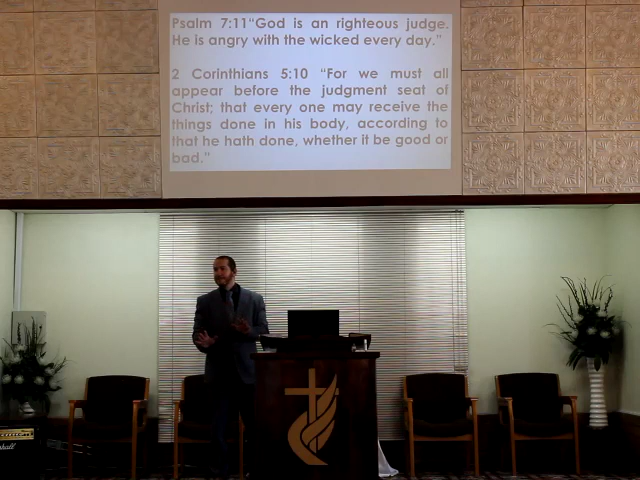 Psalm 7:11“God is an righteous judge.
He is angry with the wicked every day.”
2 Corinthians 5:10 “For we must all
appear before the judgment seat of
Christ; that every one may receive the
things done in his body, according to
that he hath done, whether it be good or
bad.”